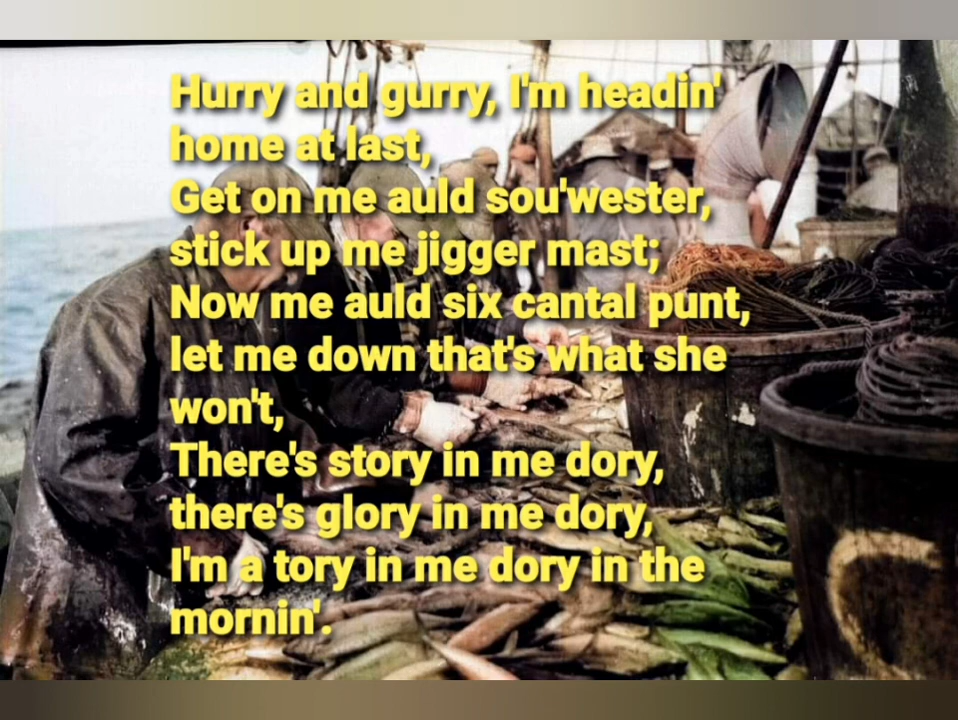 Hurry and gurry, I'm headin'
home at last,
Get on me auld sou'wester,
stick up me jigger mast;
Now me auld six cantal punt,
let me down that's what she
won't,
There's story in me dory,
there's glory in me dory,
I'm a tory in me dory in the
mornin'.